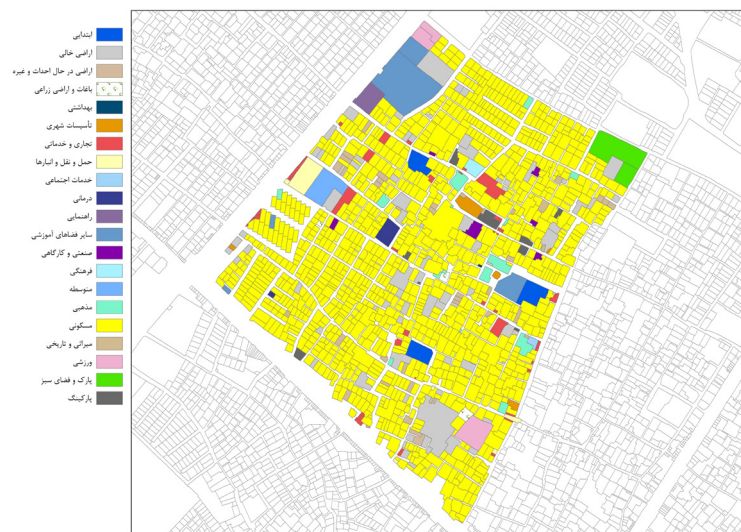 ابتدایی
اراضی خالی
اراضی در حال احداث و غیره
باغات و اراضی زراعی
بهداشتی
تأسیسات شهری
تجاری و خدماتی
حمل و نقل و انبارها
خدمات اجتماعی
درمانی
راهنمایی
سایر فضاهای آموزشی
صنعتی و کارگاهی
فرهنگی
متوسطه
مذهبی
مسکونی
میراثی و تاریخی
ورزشی
پارک و فضای سبز
پارکینگ